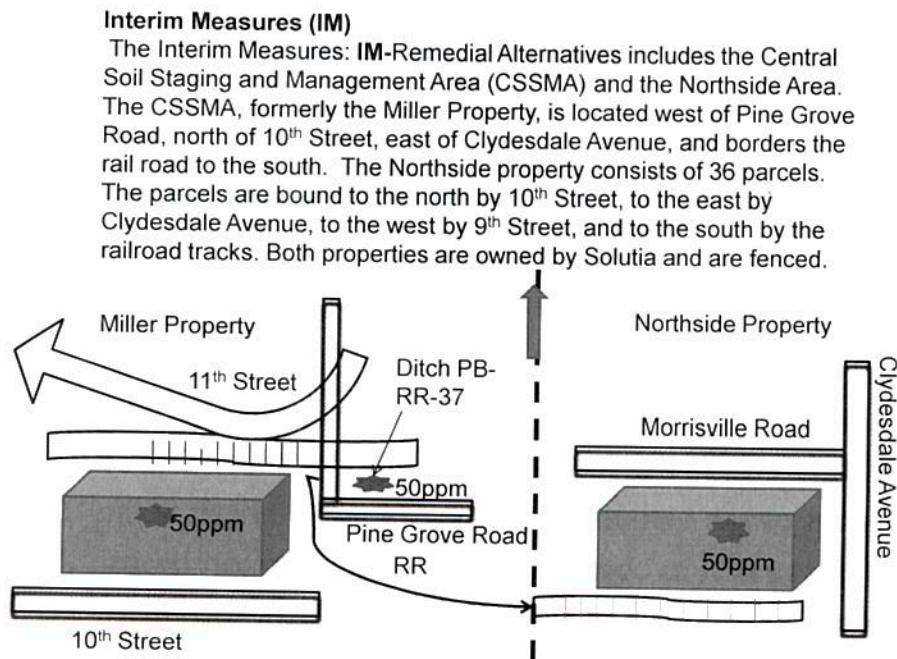 Interim Measures (IM)
The Interim Measures: IM-Remedial Alternatives includes the Central
Soil Staging and Management Area (CSSMA) and the Northside Area.
The CSSMA, formerly the Miller Property, is located west of Pine Grove
Road, north of 10th Street, east of Clydesdale Avenue, and borders the
rail road to the south. The Northside property consists of 36 parcels.
The parcels are bound to the north by 10th Street, to the east by
Clydesdale Avenue, to the west by 9th Street, and to the south by the
railroad tracks. Both properties are owned by Solutia and are fenced.
Miller Property
11th Street
Ditch PB-
RR-37
50ppm
50ppm
Pine Grove Road
RR
10th Street
Northside Property
Morrisville Road
Clydesdale Avenue
50ppm